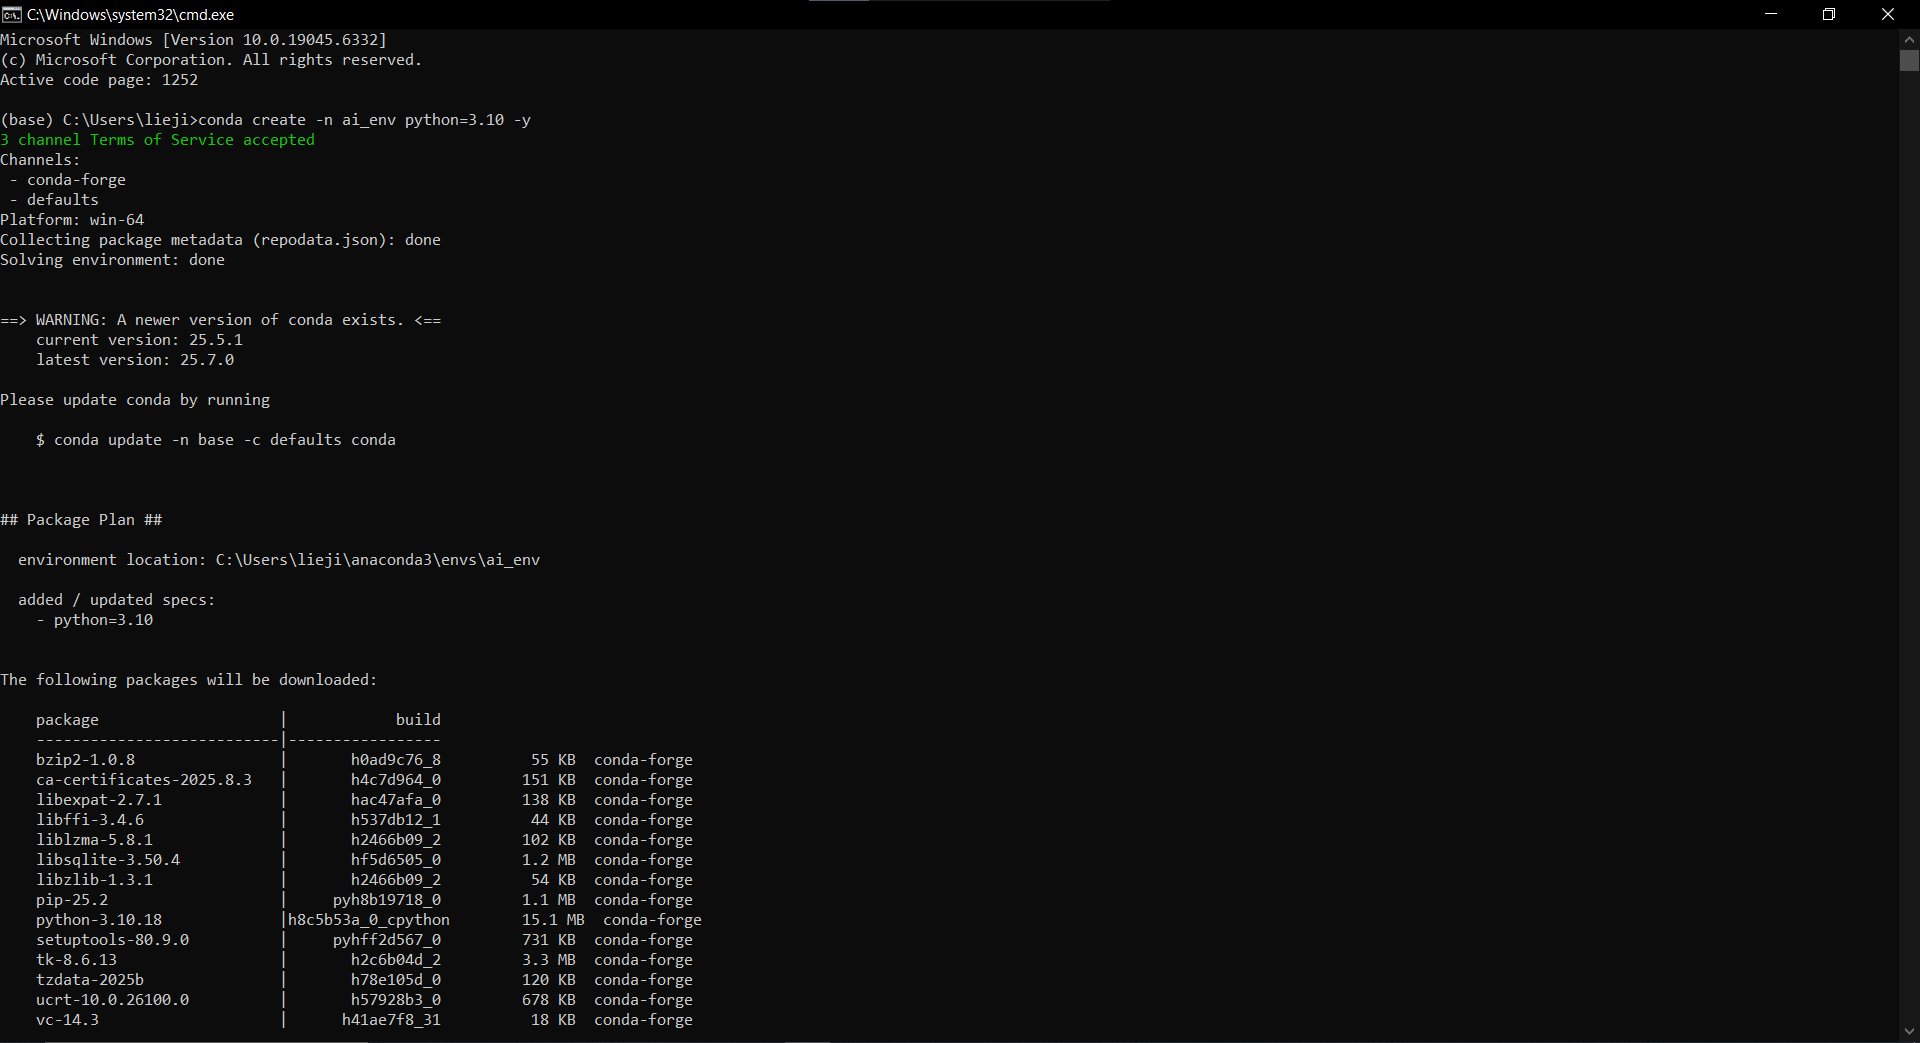 C:\Windows\system32\cmd.exe
Microsoft Windows [Version 10.0.19045.6332]
(c) Microsoft Corporation. All rights reserved.
Active code page: 1252
(base) C:\Users\lieji>conda create -n ai_env python=3.10 -y
3 channel Terms of Service accepted
Channels:
 - conda-forge
 - defaults
Platform: win-64
Collecting package metadata (repodata.json): done
Solving environment: done
==> WARNING: A newer version of conda exists. <==
    current version: 25.5.1
    latest version: 25.7.0
Please update conda by running
    $ conda update -n base -c defaults conda
## Package Plan ##
  environment location: C:\Users\lieji\anaconda3\envs\ai_env
  added / updated specs:
    - python=3.10
The following packages will be downloaded:
    package                    |            build
    ---------------------------|-----------------
    bzip2-1.0.8                |       h0ad9c76_8          55 KB  conda-forge
    ca-certificates-2025.8.3   |       h4c7d964_0         151 KB  conda-forge
    libexpat-2.7.1             |       hac47afa_0         138 KB  conda-forge
    libffi-3.4.6               |       h537db12_1          44 KB  conda-forge
    liblzma-5.8.1              |       h2466b09_2         102 KB  conda-forge
    libsqlite-3.50.4           |       hf5d6505_0         1.2 MB  conda-forge
    libzlib-1.3.1              |       h2466b09_2          54 KB  conda-forge
    pip-25.2                   |     pyh8b19718_0         1.1 MB  conda-forge
    python-3.10.18             |h8c5b53a_0_cpython        15.1 MB  conda-forge
    setuptools-80.9.0          |     pyhff2d567_0         731 KB  conda-forge
    tk-8.6.13                  |       h2c6b04d_2         3.3 MB  conda-forge
    tzdata-2025b               |       h78e105d_0         120 KB  conda-forge
    ucrt-10.0.26100.0          |       h57928b3_0         678 KB  conda-forge
    vc-14.3                    |      h41ae7f8_31          18 KB  conda-forge